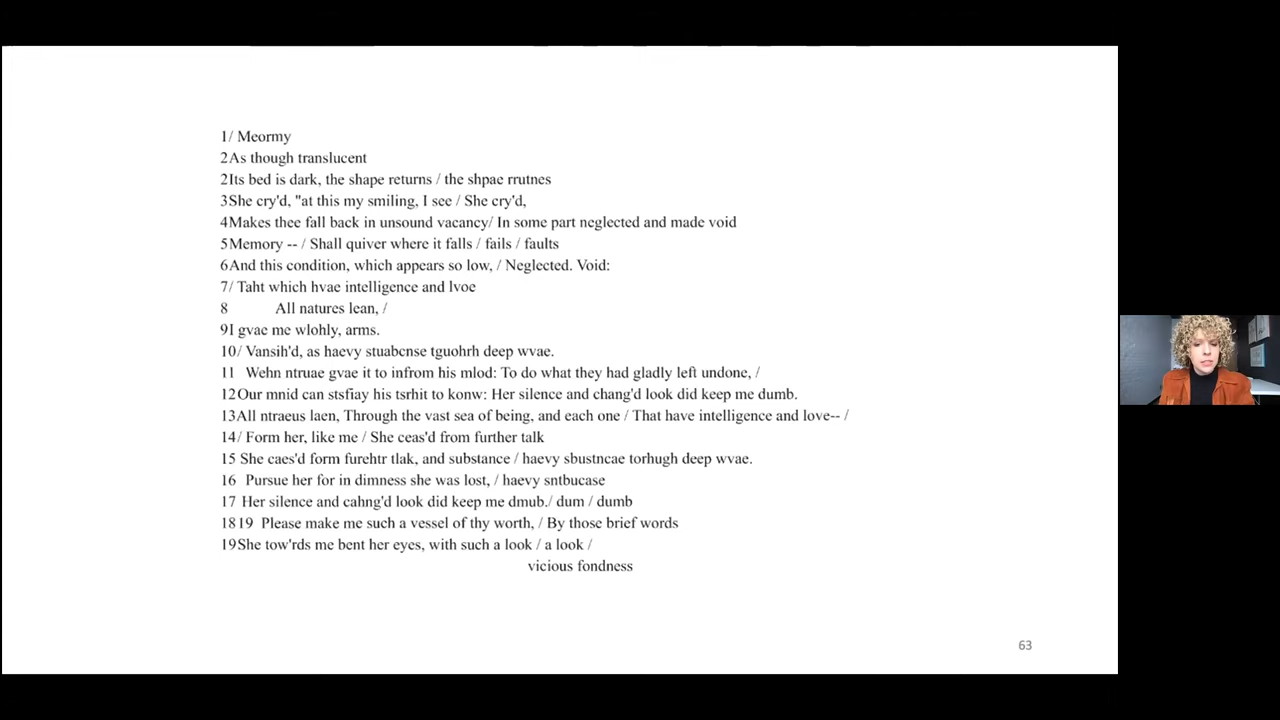 1/ Meormy
2As though translucent
2Its bed is dark, the shape returns / the shpae rrutnes
3She cry'd, "at this my smiling, I see / She cry'd,
4Makes thee fall back in unsound vacancy/ In some part neglected and made void
5Memory -- / Shall quiver where it falls / fails / faults
6And this condition, which appears so low, / Neglected. Void:
7/ Taht which hvae intelligence and lvoe
8 All natures lean, /
9I gvae me wlohly, arms.
10/ Vansih'd, as haevy stuabcnse tguohrh deep wvae.
11 Wehn ntruae gvae it to infrom his mlod: To do what they had gladly left undone, /
12Our mnid can stsfiay his tsrhit to konw: Her silence and chang'd look did keep me dumb.
13All ntraeus laen, Through the vast sea of being, and each one / That have intelligence and love-- /
14/ Form her, like me / She ceas'd from further talk
15 She caes'd form furehtr tlak, and substance / haevy sbustncae torhugh deep wvae.
16 Pursue her for in dimness she was lost, / haevy sntbucase
17 Her silence and cahng'd look did keep me dmub./ dum / dumb
1819 Please make me such a vessel of thy worth, / By those brief words
19She tow'rds me bent her eyes, with such a look / a look /
vicious fondness
63